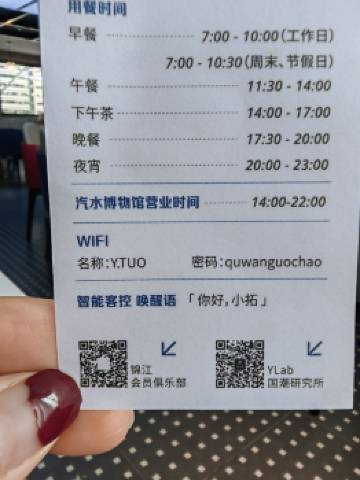 用餐时间
早餐 7:00 - 10:00(工作日)
7:00 - 10:30(周末、节假日)
午餐 11:30 - 14:00
下午茶 14:00 - 17:00
晚餐 17:30 - 20:00
夜宵 20:00 - 23:00
汽水博物馆营业时间 14:00-22:00
WIFI
名称:Y.TUO 密码:quwanguochao
智能客控 唤醒语 「你好,小拓」
锦江
会员俱乐部
YLab
国潮研究所